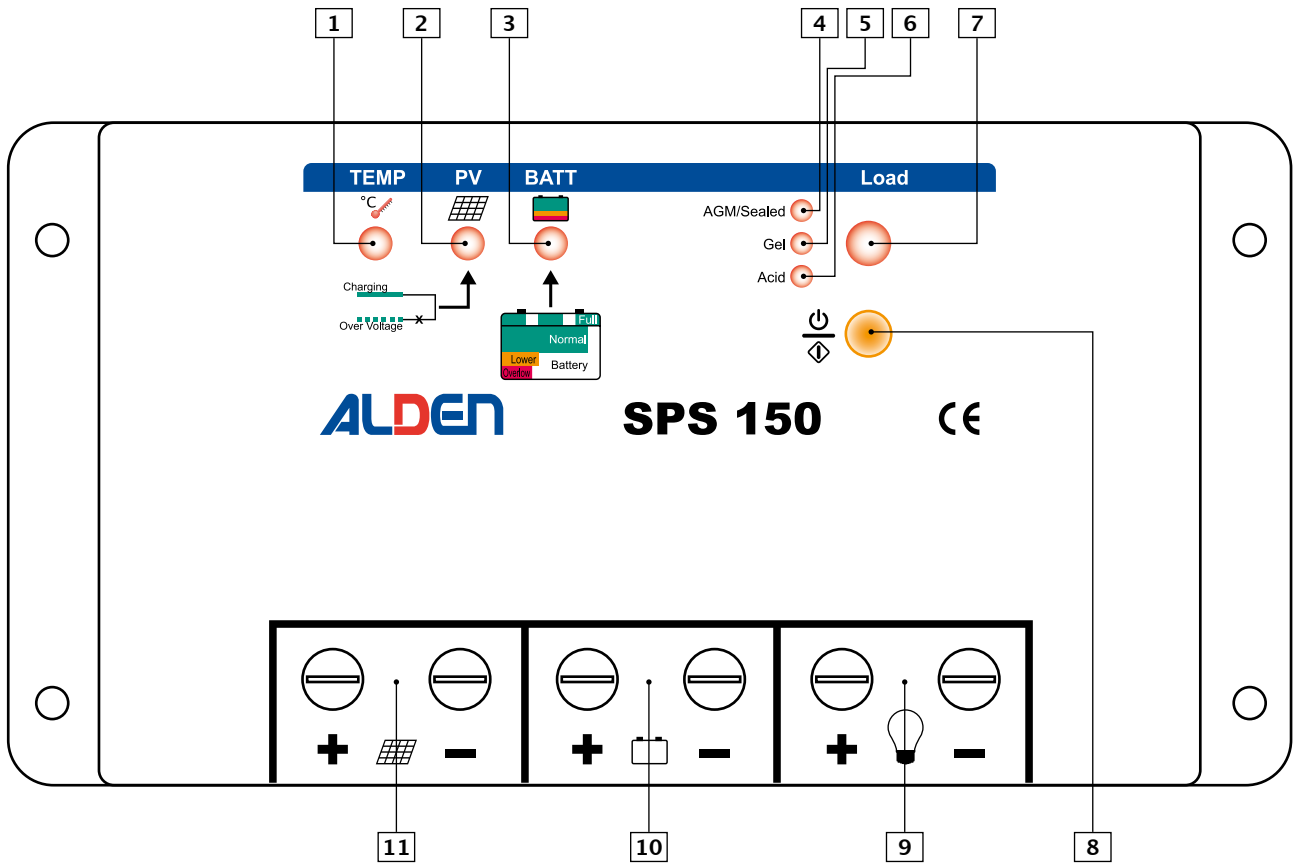 1 2 3 4 5 6 7
TEMP PV BATT Load
°C
AGM/Sealed
Gel
Acid
Charging
Over Voltage x
Full
Normal
Lower
Battery
Overlow
ALDEN SPS 150 CE
+ − + − + −
11 10 9 8